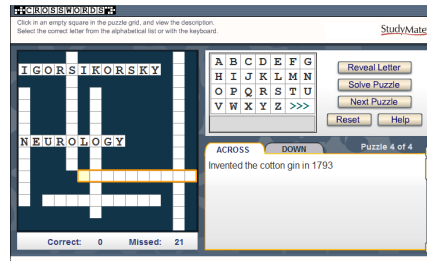 CROSSWORDS
Click in an empty square in the puzzle grid, and view the description.
Select the correct letter from the alphabetical list or with the keyboard.
StudyMate
IGORSIKORSKY
NEUROLOGY
Correct: 0 Missed: 21
A B C D E F G
H I J K L M N
O P Q R S T U
V W X Y Z >>>
Reveal Letter
Solve Puzzle
Next Puzzle
Reset Help
ACROSS DOWN Puzzle 4 of 4
Invented the cotton gin in 1793